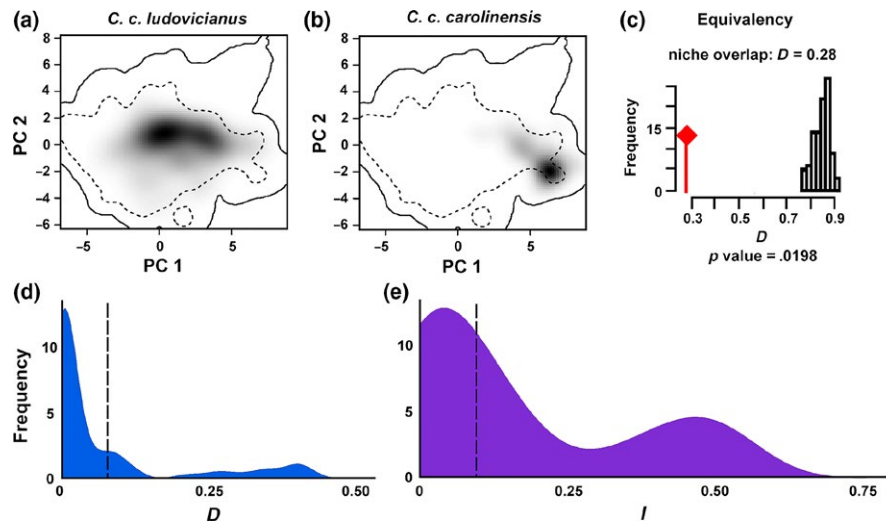 (a)
C. c. ludovicianus
8
6
4
2
0
−2
−4
−6
PC 2
−5
0
5
PC 1
(b)
C. c. carolinensis
8
6
4
2
0
−2
−4
−6
PC 2
−5
0
5
PC 1
(c)
Equivalency
niche overlap: D = 0.28
Frequency
15
0
0.3
0.5
0.7
0.9
D
p value = .0198
(d)
Frequency
10
5
0
0
0.25
0.50
D
(e)
10
5
0
0
0.25
0.50
0.75
I